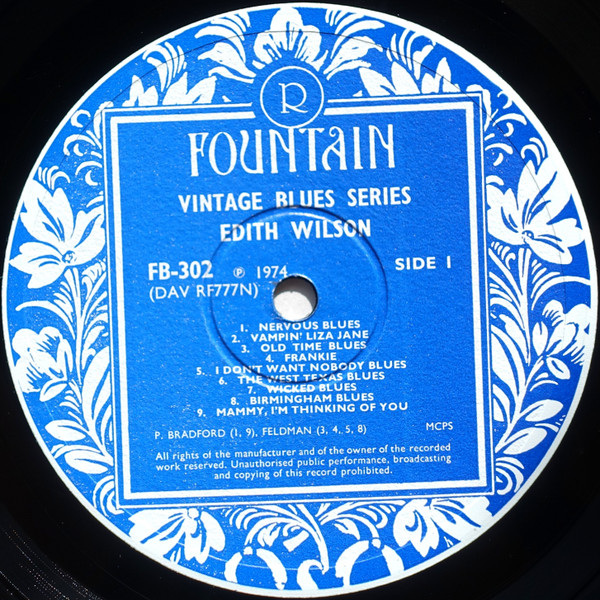 R
FOUNTAIN
VINTAGE BLUES SERIES
EDITH WILSON
FB-302 ℗ 1974 SIDE 1
(DAV RF777N)
1. NERVOUS BLUES
2. VAMPIN' LIZA JANE
3. OLD TIME BLUES
4. FRANKIE
5. I DON'T WANT NOBODY BLUES
6. THE WEST TEXAS BLUES
7. WICKED BLUES
8. BIRMINGHAM BLUES
9. MAMMY, I'M THINKING OF YOU
P. BRADFORD (1, 9), FELDMAN (3, 4, 5, 8) MCPS
All rights of the manufacturer and of the owner of the recorded
work reserved. Unauthorised public performance, broadcasting
and copying of this record prohibited.